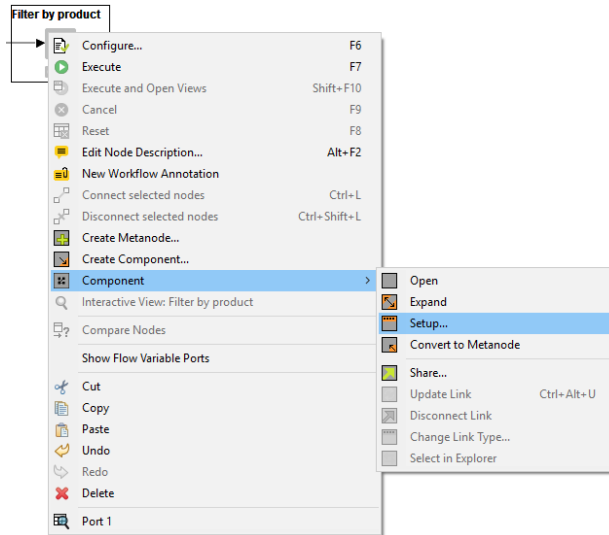 Filter by product
Configure... F6
Execute F7
Execute and Open Views Shift+F10
Cancel F9
Reset F8
Edit Node Description... Alt+F2
New Workflow Annotation
Connect selected nodes Ctrl+L
Disconnect selected nodes Ctrl+Shift+L
Create Metanode...
Create Component...
Component
Interactive View: Filter by product
Compare Nodes
Show Flow Variable Ports
Cut
Copy
Paste
Undo
Redo
Delete
Port 1
Open
Expand
Setup...
Convert to Metanode
Share...
Update Link Ctrl+Alt+U
Disconnect Link
Change Link Type...
Select in Explorer